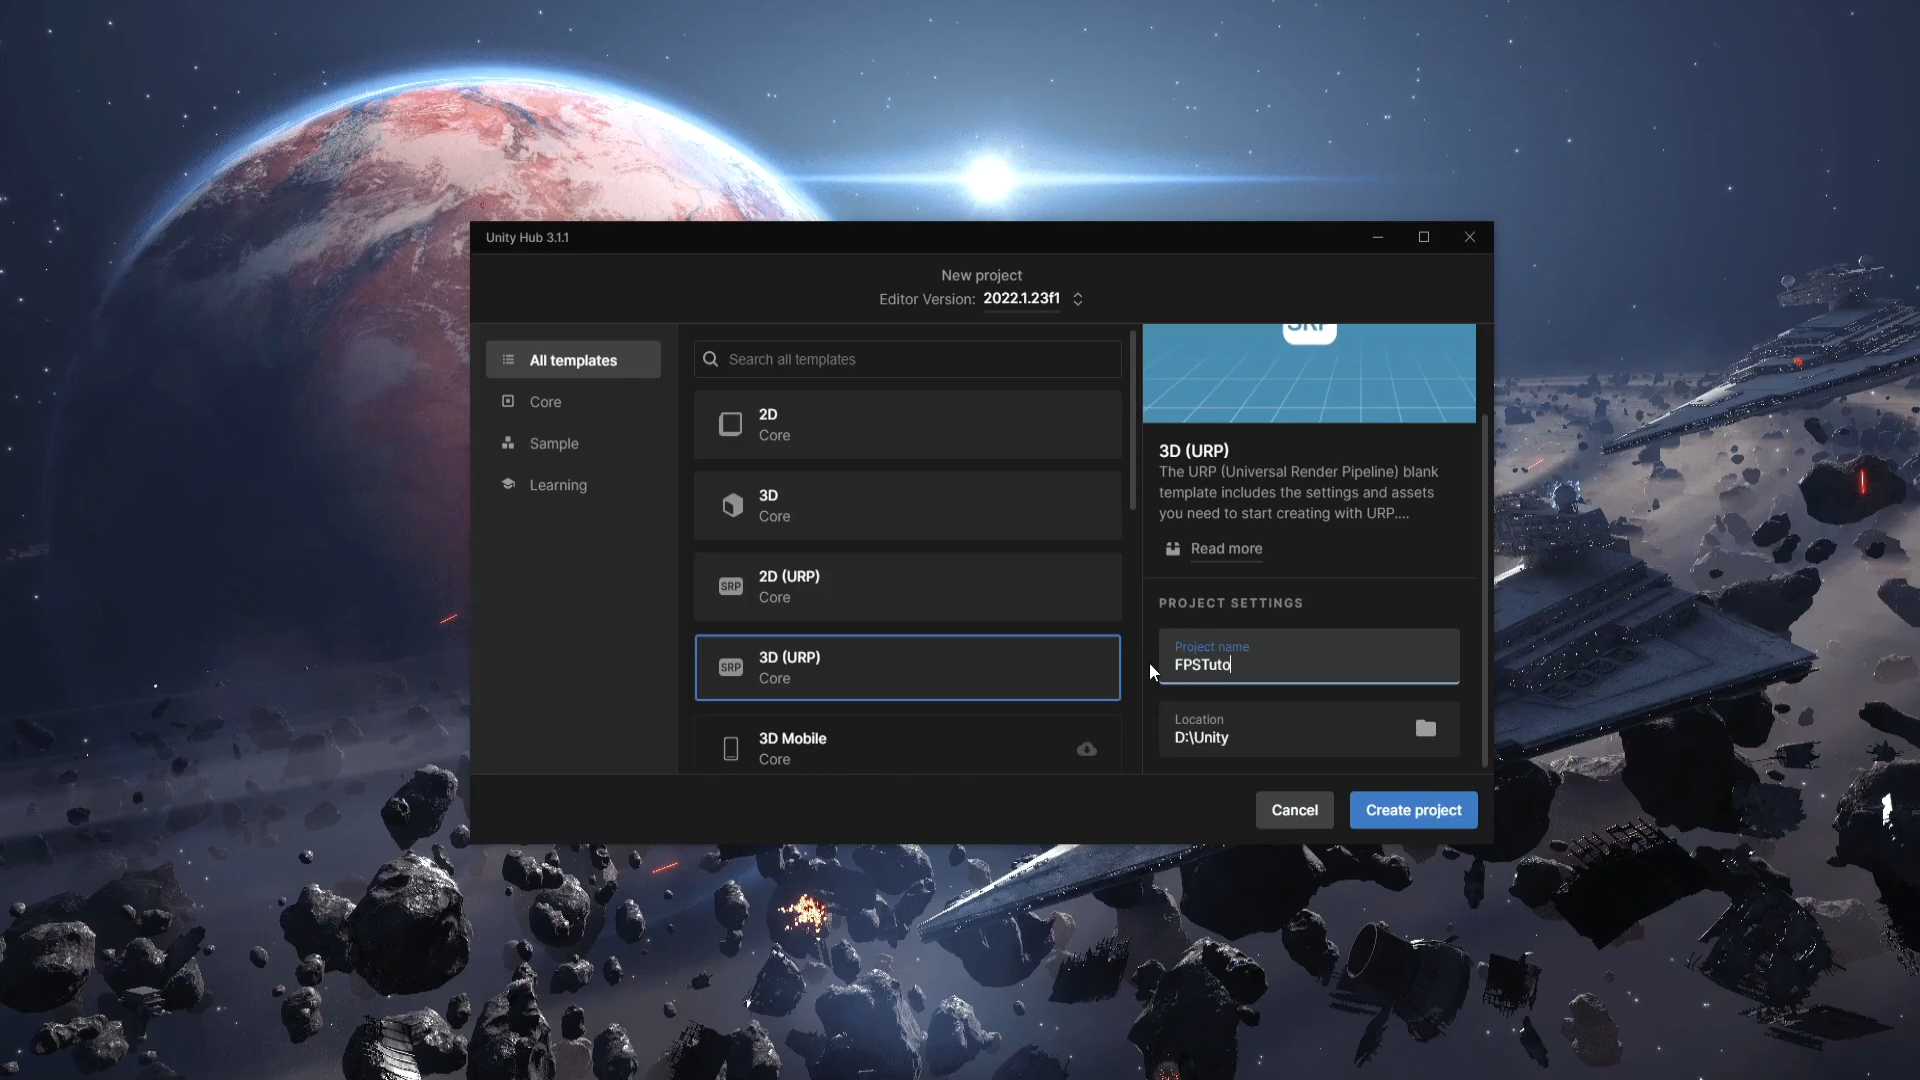 Unity Hub 3.1.1
New project
Editor Version: 2022.1.23f1
All templates
Core
Sample
Learning
Search all templates
2D
Core
3D
Core
SRP
2D (URP)
Core
SRP
3D (URP)
Core
3D Mobile
Core
SRP
3D (URP)
The URP (Universal Render Pipeline) blank
template includes the settings and assets
you need to start creating with URP....
Read more
PROJECT SETTINGS
Project name
FPSTuto
Location
D:\Unity
Cancel
Create project